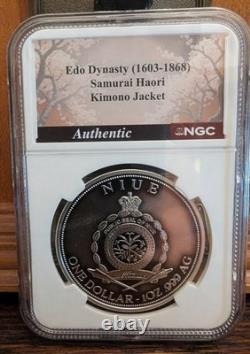 Edo Dynasty (1603-1868)
Samurai Haori
Kimono Jacket
Authentic
NGC
NIUE
ONE DOLLAR - 1OZ .999 AG